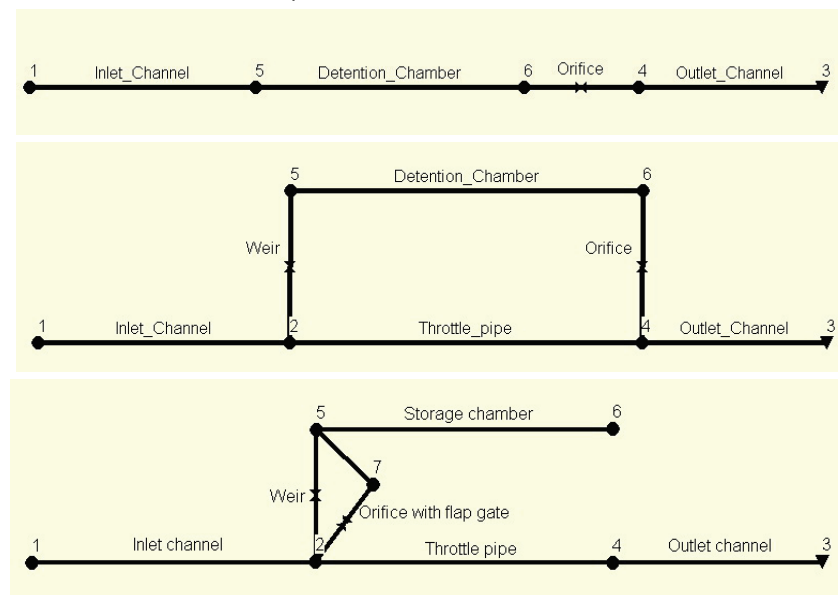 1 Inlet_Channel 5 Detention_Chamber 6 Orifice 4 Outlet_Channel 3
5 Detention_Chamber 6
Weir Orifice
1 Inlet_Channel 2 Throttle_pipe 4 Outlet_Channel 3
5 Storage chamber 6
7
Weir
Orifice with flap gate
1 Inlet channel 2 Throttle pipe 4 Outlet channel 3